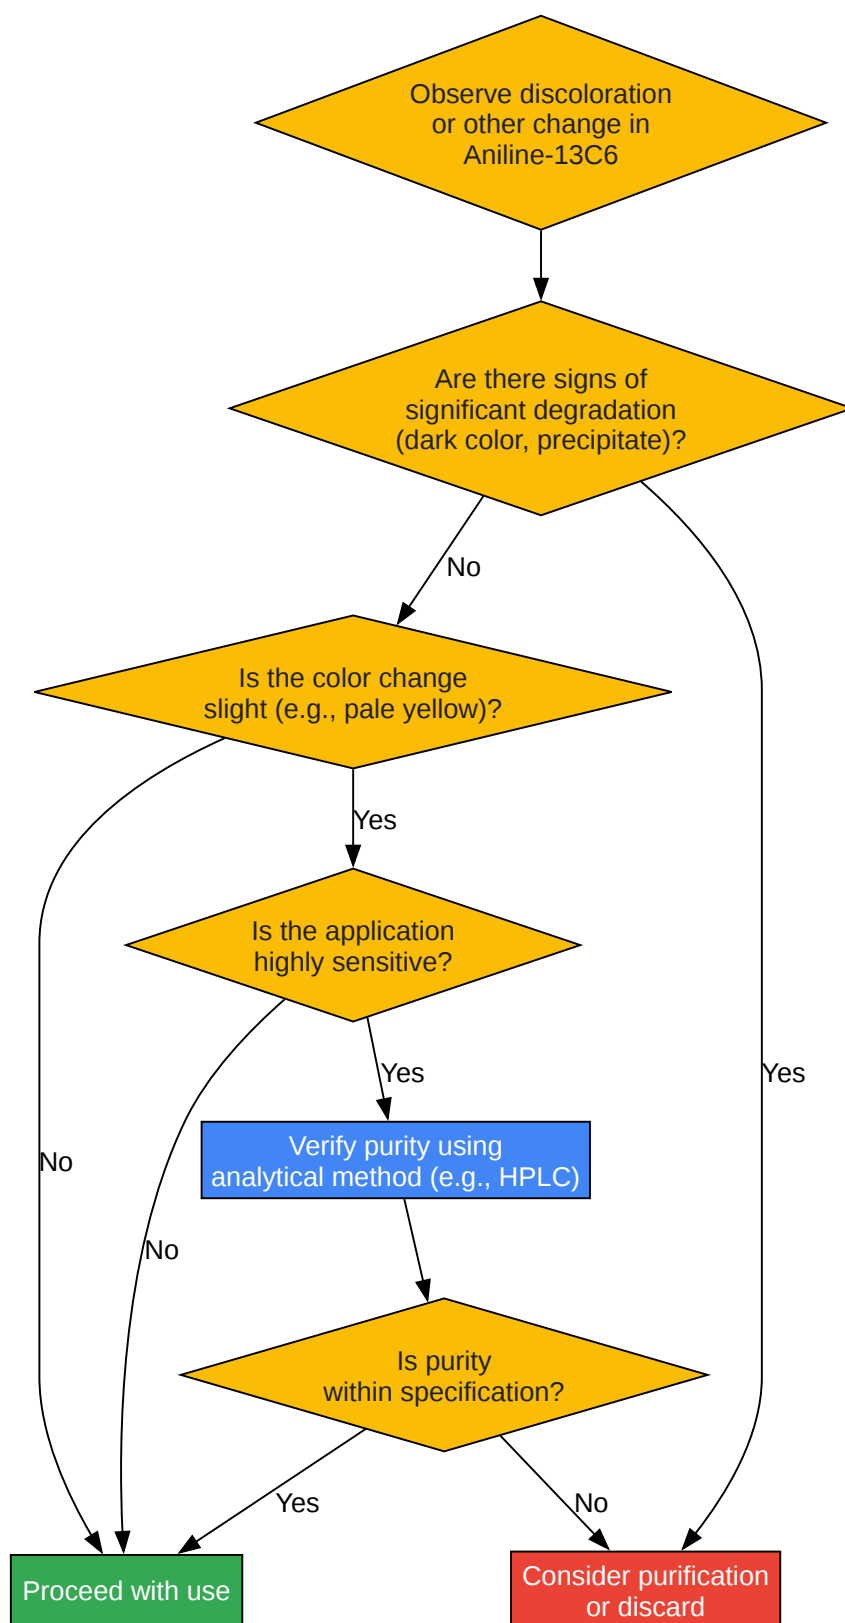 Observe discoloration
or other change in
Aniline-13C6
Are there signs of
significant degradation
(dark color, precipitate)?
No
Is the color change
slight (e.g., pale yellow)?
Yes
Is the application
highly sensitive?
Yes
Yes
Verify purity using
analytical method (e.g., HPLC)
No
No
Is purity
within specification?
Yes
No
Proceed with use
Consider purification
or discard